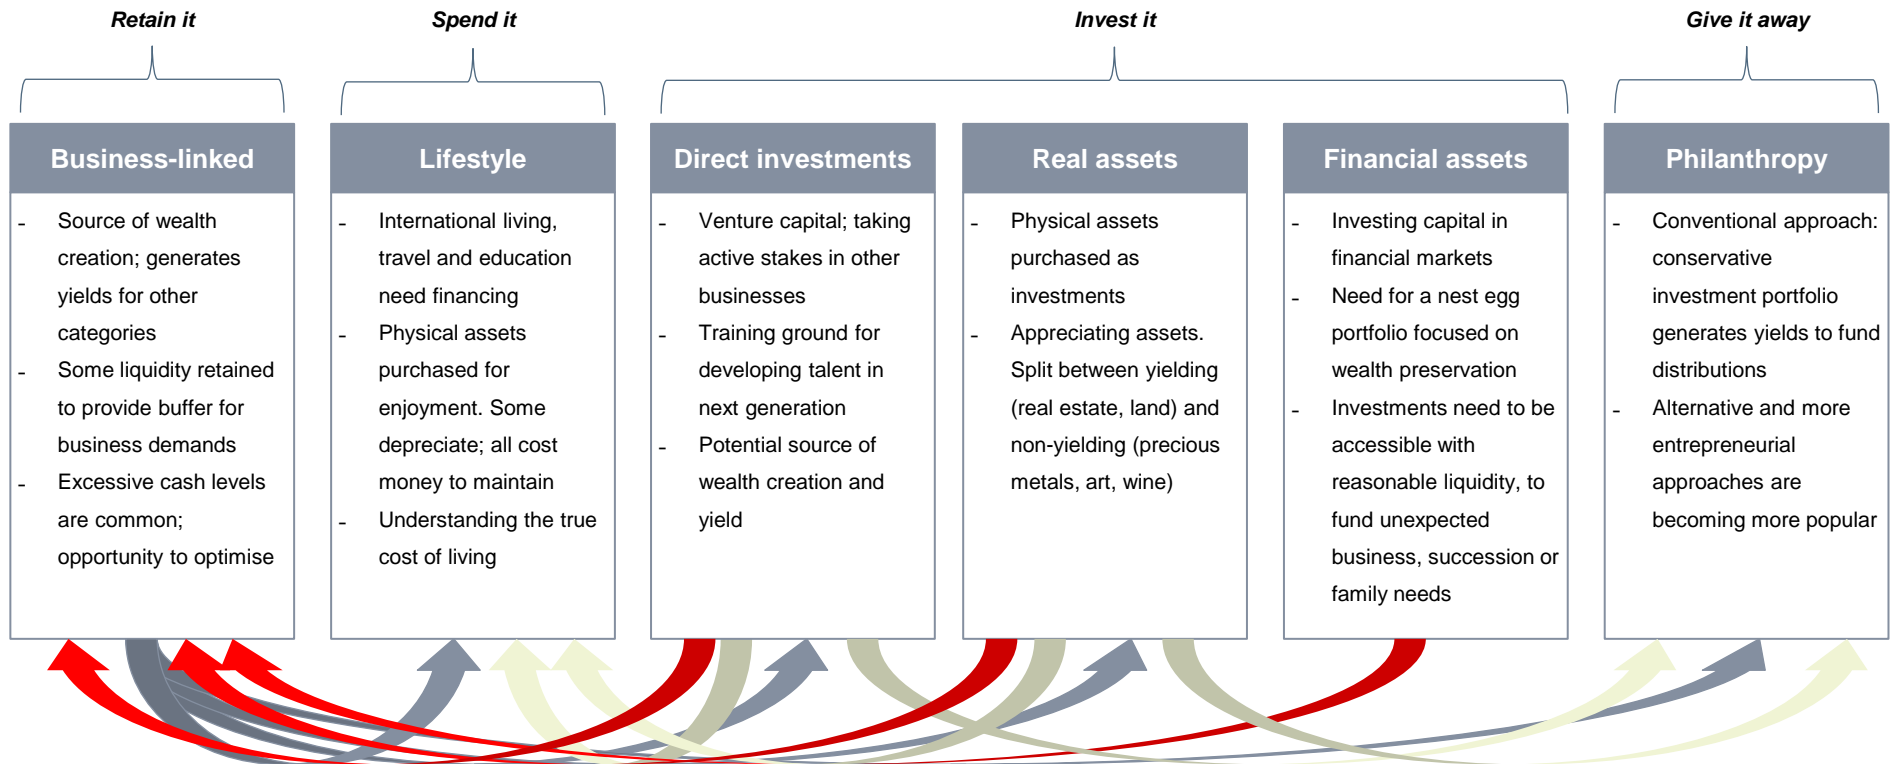 Retain it
Spend it
Invest it
Give it away
Business-linked
- Source of wealth
creation; generates
yields for other
categories
- Some liquidity retained
to provide buffer for
business demands
- Excessive cash levels
are common;
opportunity to optimise
Lifestyle
- International living,
travel and education
need financing
- Physical assets
purchased for
enjoyment. Some
depreciate; all cost
money to maintain
- Understanding the true
cost of living
Direct investments
- Venture capital; taking
active stakes in other
businesses
- Training ground for
developing talent in
next generation
- Potential source of
wealth creation and
yield
Real assets
- Physical assets
purchased as
investments
- Appreciating assets.
Split between yielding
(real estate, land) and
non-yielding (precious
metals, art, wine)
Financial assets
- Investing capital in
financial markets
- Need for a nest egg
portfolio focused on
wealth preservation
- Investments need to be
accessible with
reasonable liquidity, to
fund unexpected
business, succession or
family needs
Philanthropy
- Conventional approach:
conservative
investment portfolio
generates yields to fund
distributions
- Alternative and more
entrepreneurial
approaches are
becoming more popular